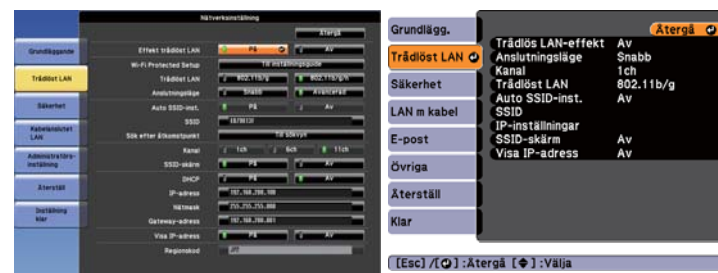 Nätverksinställning
Återgå
Grundläggande
Trådlöst LAN
Säkerhet
Kabelanslutet LAN
Administratörs-
inställning
Återställ
Inställning
klar
Effekt trådlöst LAN På Av
Wi-Fi Protected Setup Till inställningsguide
Trådlöst LAN 802.11b/g 802.11b/g/n
Anslutningsläge Snabb Avancerad
Auto SSID-inst. På Av
SSID
Sök efter åtkomstpunkt Till sökvyn
Kanal 1ch 6ch 11ch
SSID-skärm På Av
DHCP På Av
IP-adress
Nätmask
Gateway-adress
Visa IP-adress På Av
Regionskod
Grundlägg.
Trådlöst LAN
Säkerhet
LAN m kabel
E-post
Övriga
Återställ
Klar
Återgå
Trådlös LAN-effekt Av
Anslutningsläge Snabb
Kanal 1ch
Trådlöst LAN 802.11b/g
Auto SSID-inst. Av
SSID
IP-inställningar
SSID-skärm Av
Visa IP-adress Av
[Esc] /[ ] :Återgå [ ] :Välja